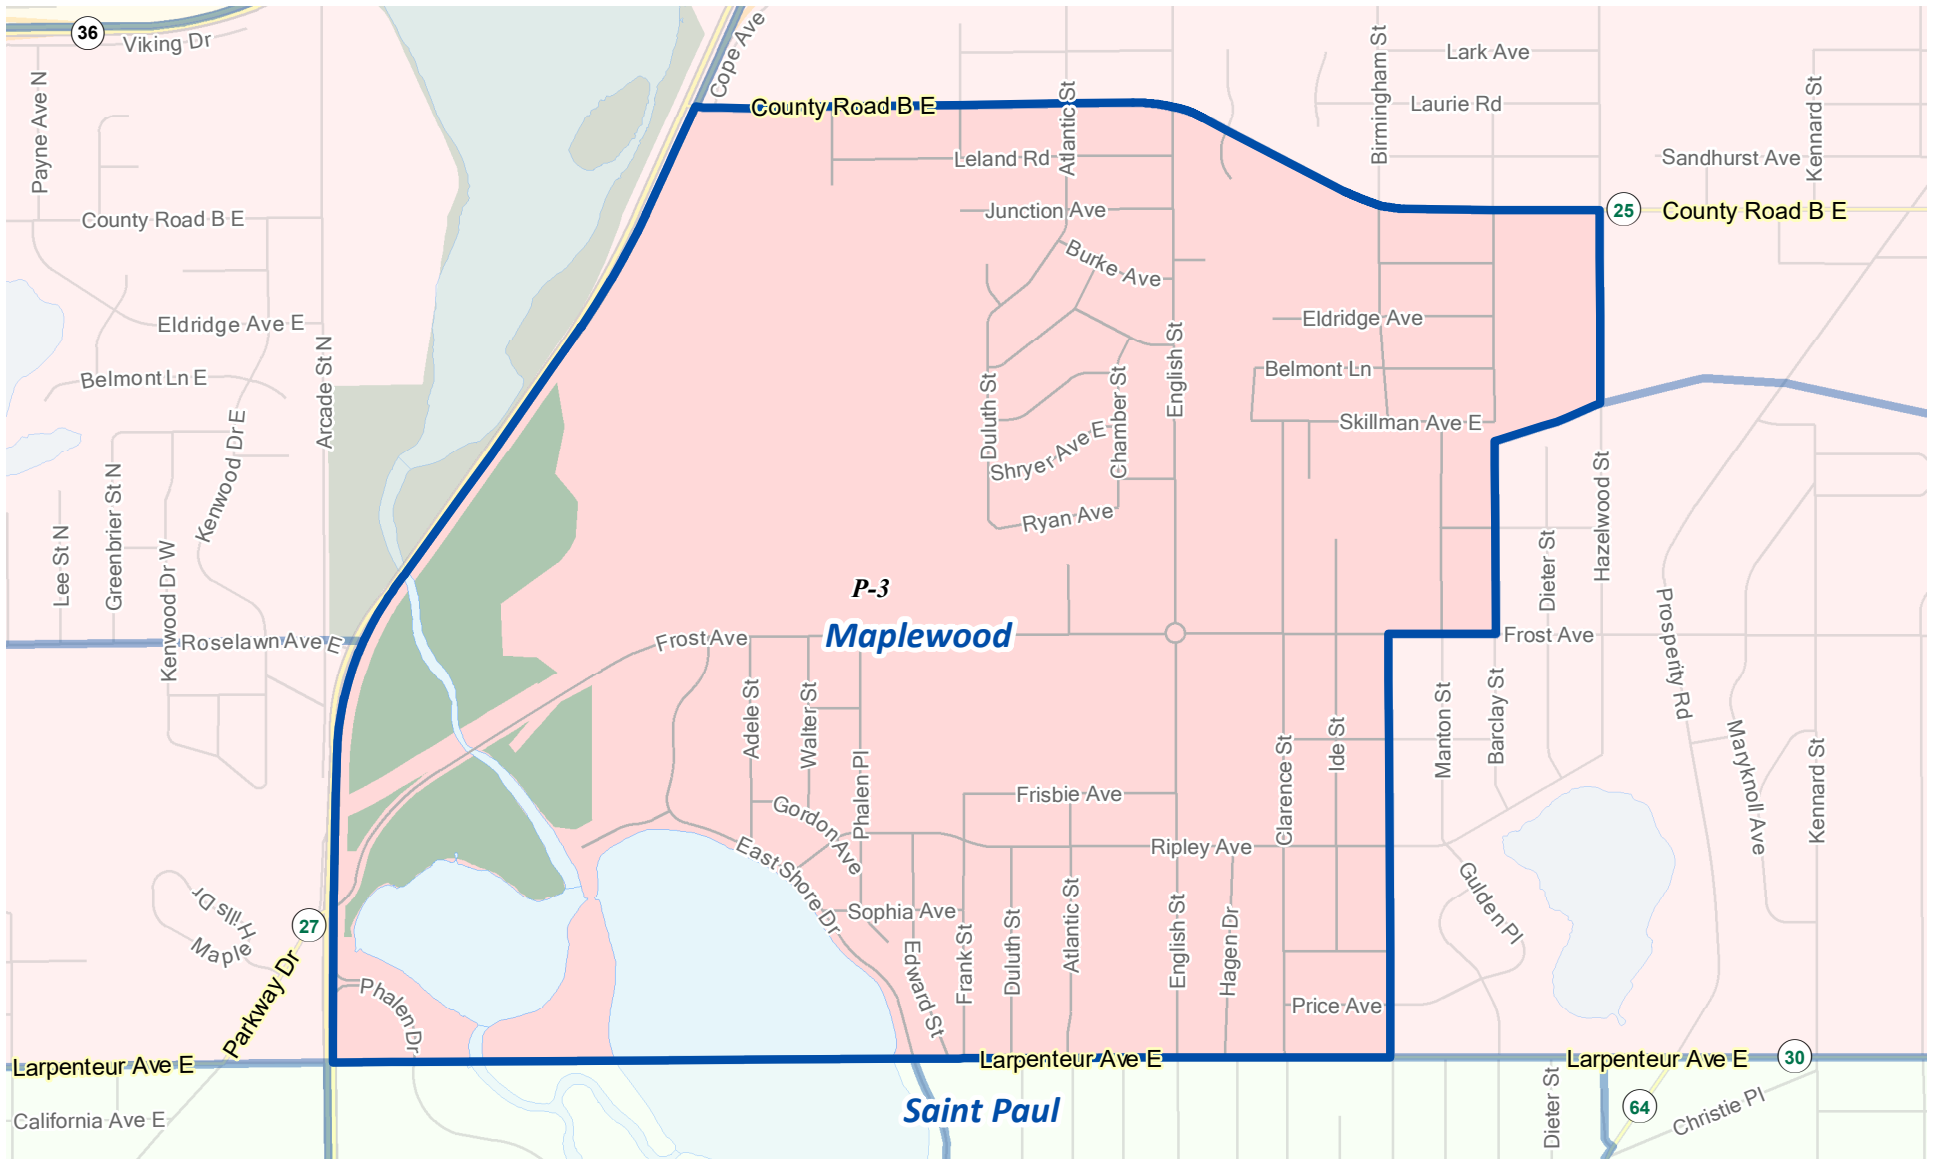 36
Viking Dr
Cope Ave
Payne Ave N
County Road B E
Atlantic St
Birmingham St
Lark Ave
Laurie Rd
Kennard St
Leland Rd
Sandhurst Ave
County Road B E
Junction Ave
25
County Road B E
Burke Ave
Eldridge Ave E
Arcade St N
English St
Eldridge Ave
Belmont Ln E
Duluth St
Chamber St
Belmont Ln
Kenwood Dr E
Skillman Ave E
Shryer Ave E
Greenbrier St N
Hazelwood St
Lee St N
Kenwood Dr W
Ryan Ave
Dieter St
P-3
Prosperity Rd
Roselawn Ave E
Frost Ave
Maplewood
Frost Ave
Adele St
Walter St
Manton St
Barclay St
Phalen Pl
Clarence St
Ide St
Maryknoll Ave
Kennard St
Frisbie Ave
Gordon Ave
East Shore Dr
Ripley Ave
Gulden Pl
Maple Hills Dr
27
Sophia Ave
Edward St
Frank St
Duluth St
Atlantic St
English St
Hagen Dr
Parkway Dr
Phalen Dr
Price Ave
Larpenteur Ave E
Larpenteur Ave E
Larpenteur Ave E
30
California Ave E
Saint Paul
Dieter St
64
Christie Pl